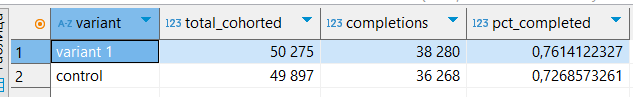 A-Z variant 123 total_cohorted 123 completions 123 pct_completed
1 variant 1 50 275 38 280 0,7614122327
2 control 49 897 36 268 0,7268573261